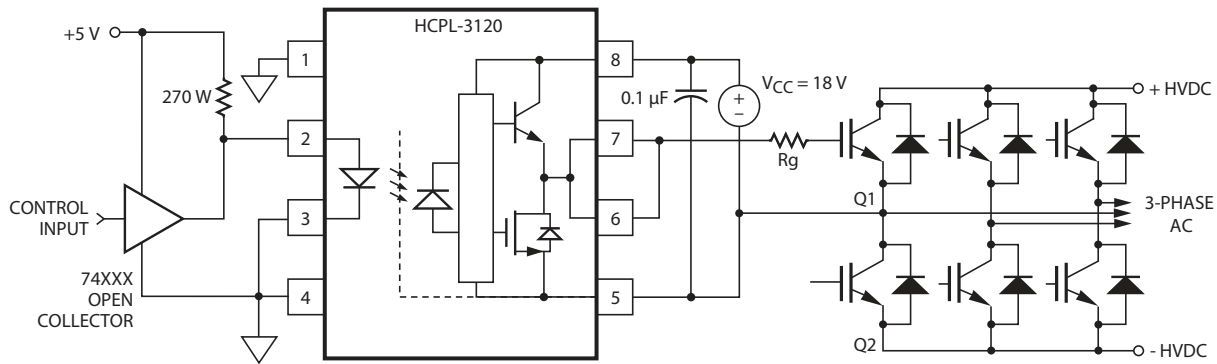 HCPL-3120
+5 V
270 W
1
2
3
4
8
7
6
5
0.1 µF
VCC = 18 V
+
−
Rg
+ HVDC
Q1
3-PHASE
AC
CONTROL
INPUT
74XXX
OPEN
COLLECTOR
Q2
- HVDC